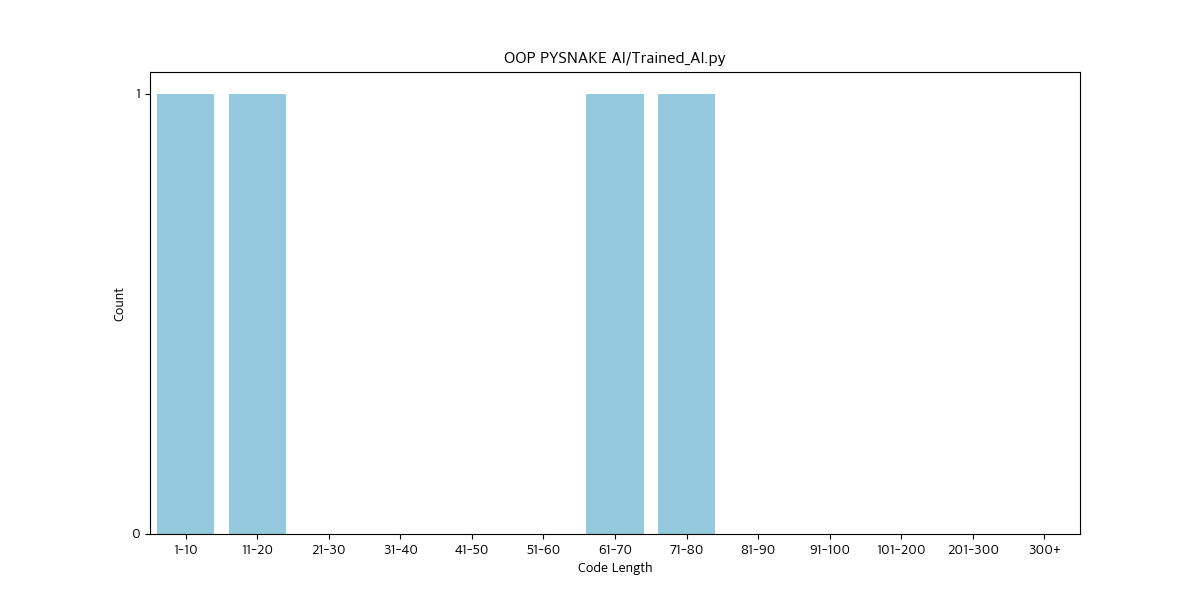 OOP PYSNAKE AI/Trained_AI.py
1
Count
0
1-10 11-20 21-30 31-40 41-50 51-60 61-70 71-80 81-90 91-100 101-200 201-300 300+
Code Length